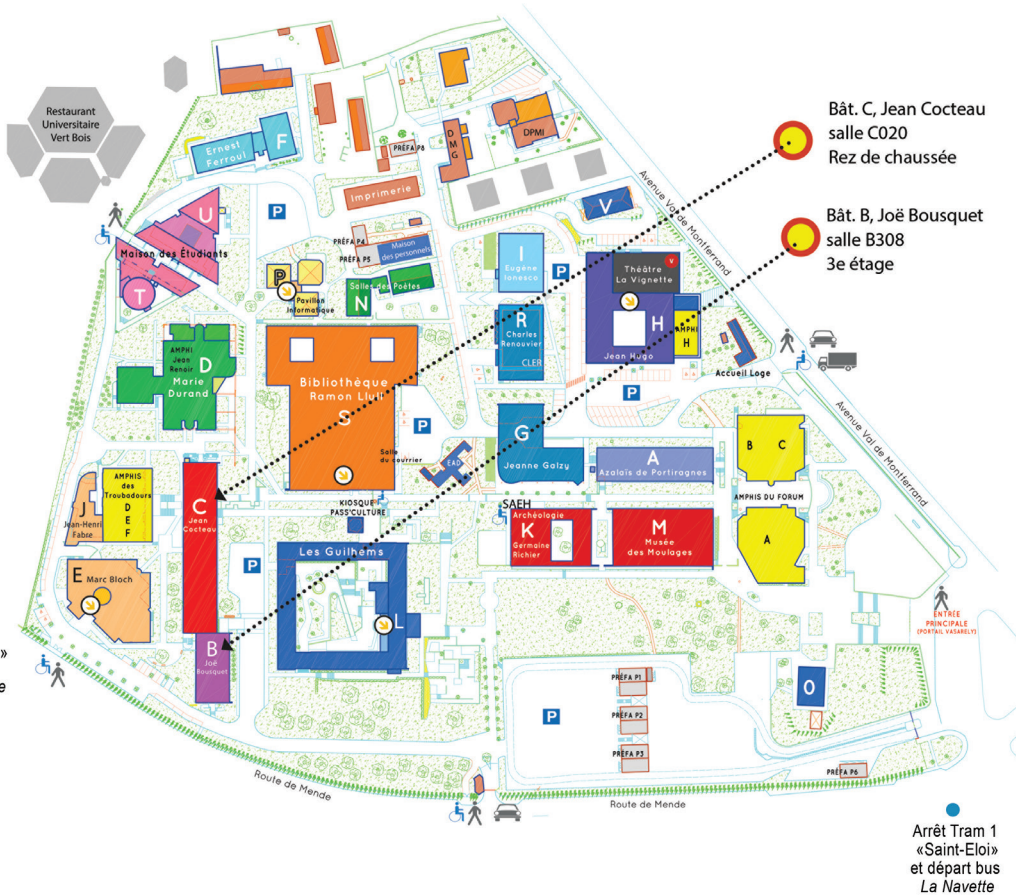 Restaurant
Universitaire
Vert Bois
Ernest
Ferroul
F
PRÉFA P8
D
M
G
DPMI
Imprimerie
Avenue Val de Montferrand
Bât. C, Jean Cocteau
salle C020
Rez de chaussée
Bât. B, Joë Bousquet
salle B308
3e étage
U
P
V
PRÉFA P4
PRÉFA P5
Maison
des personnels
Maison des Étudiants
T
P
Pavillon
Informatique
Salles des Poètes
N
I
Eugène
Ionesco
P
Théâtre
La Vignette
V
H
AMPHI
H
Jean Hugo
R
Charles
Renouvier
CLER
Accueil Loge
AMPHI
Jean
Renoir
D
Marie
Durand
Bibliothèque
Ramon Llull
S
P
P
Avenue Val de Montferrand
Salle
du courrier
EAD
G
Jeanne Galzy
A
Azalaïs de Portiragnes
B C
AMPHIS DU FORUM
A
AMPHIS
des
Troubadours
D
E
F
J
Jean-Henri
Fabre
C
Jean
Cocteau
KIOSQUE
PASS'CULTURE
SAEH
Archéologie
K
Germaine
Richier
M
Musée
des Moulages
E
Marc Bloch
P
Les Guilhems
L
B
Joë
Bousquet
»
e
ENTRÉE
PRINCIPALE
(PORTAIL VASARELY)
PRÉFA P1
P
PRÉFA P2
PRÉFA P3
O
PRÉFA P6
Route de Mende
Route de Mende
Arrêt Tram 1
«Saint-Eloi»
et départ bus
La Navette